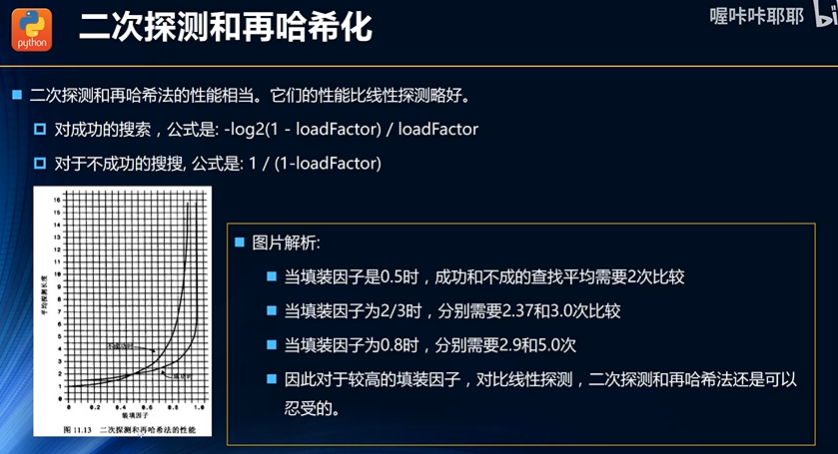 喔咔咔耶耶
python
二次探测和再哈希化
二次探测和再哈希法的性能相当。它们的性能比线性探测略好。
对成功的搜索，公式是: -log2(1 - loadFactor) / loadFactor
对于不成功的搜搜, 公式是: 1 / (1-loadFactor)
16
15
14
13
12
11
10
9
8
7
6
5
4
3
2
1
0
平均探测长度
不成功的
成功的
0 0.2 0.4 0.6 0.8 1.0
装填因子
图 11.13 二次探测和再哈希法的性能
图片解析:
当填装因子是0.5时，成功和不成的查找平均需要2次比较
当填装因子为2/3时，分别需要2.37和3.0次比较
当填装因子为0.8时，分别需要2.9和5.0次
因此对于较高的填装因子，对比线性探测，二次探测和再哈希法还是可以
忍受的。